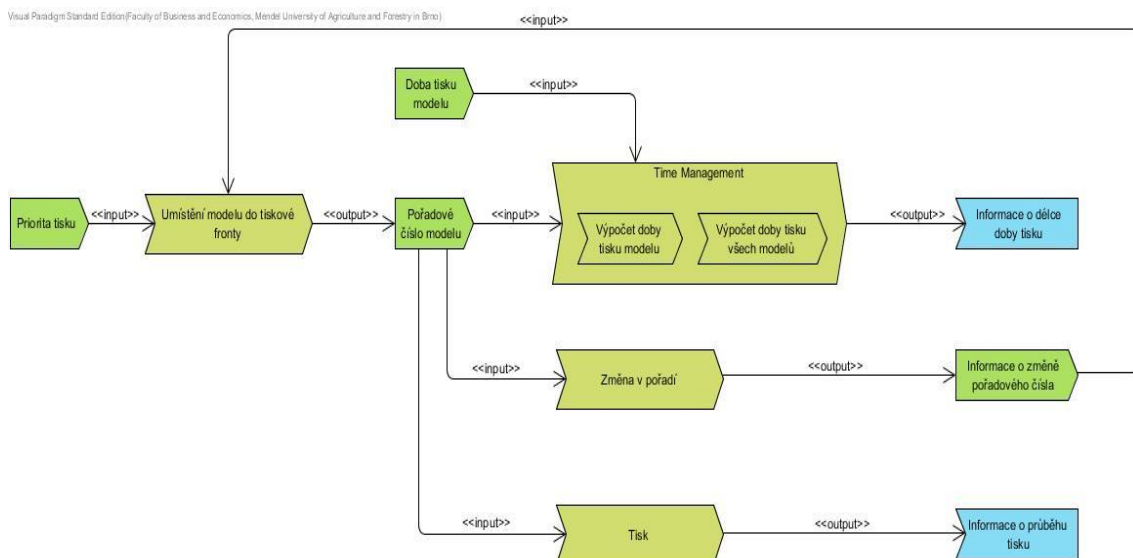 Visual Paradigm Standard Edition(Faculty of Business and Economics, Mendel University of Agriculture and Forestry in Brno)
<<input>>
Doba tisku
modelu
<<input>>
Time Management
Priorita tisku
<<input>>
Umístění modelu do tiskové
fronty
<<output>>
Pořadové
číslo modelu
<<input>>
Výpočet doby
tisku modelu
Výpočet doby tisku
všech modelů
<<output>>
Informace o délce
doby tisku
<<input>>
Změna v pořadí
<<output>>
Informace o změně
pořadového čísla
<<input>>
Tisk
<<output>>
Informace o průběhu
tisku